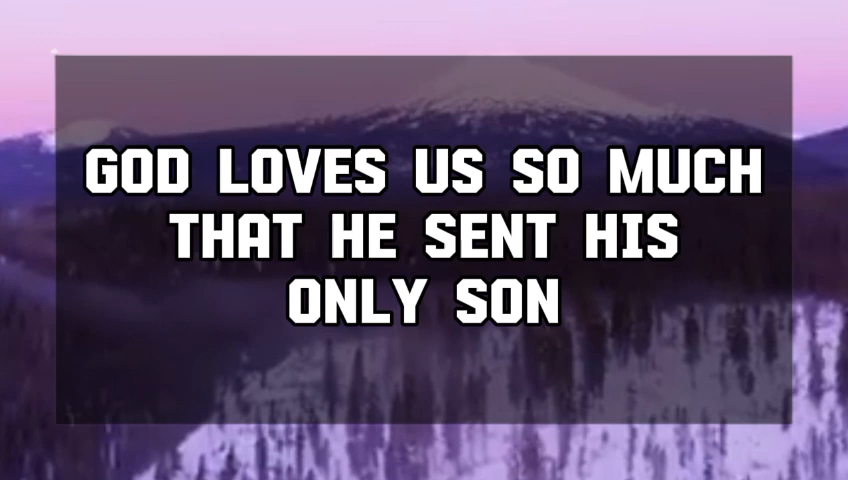 GOD LOVES US SO MUCH
THAT HE SENT HIS
ONLY SON